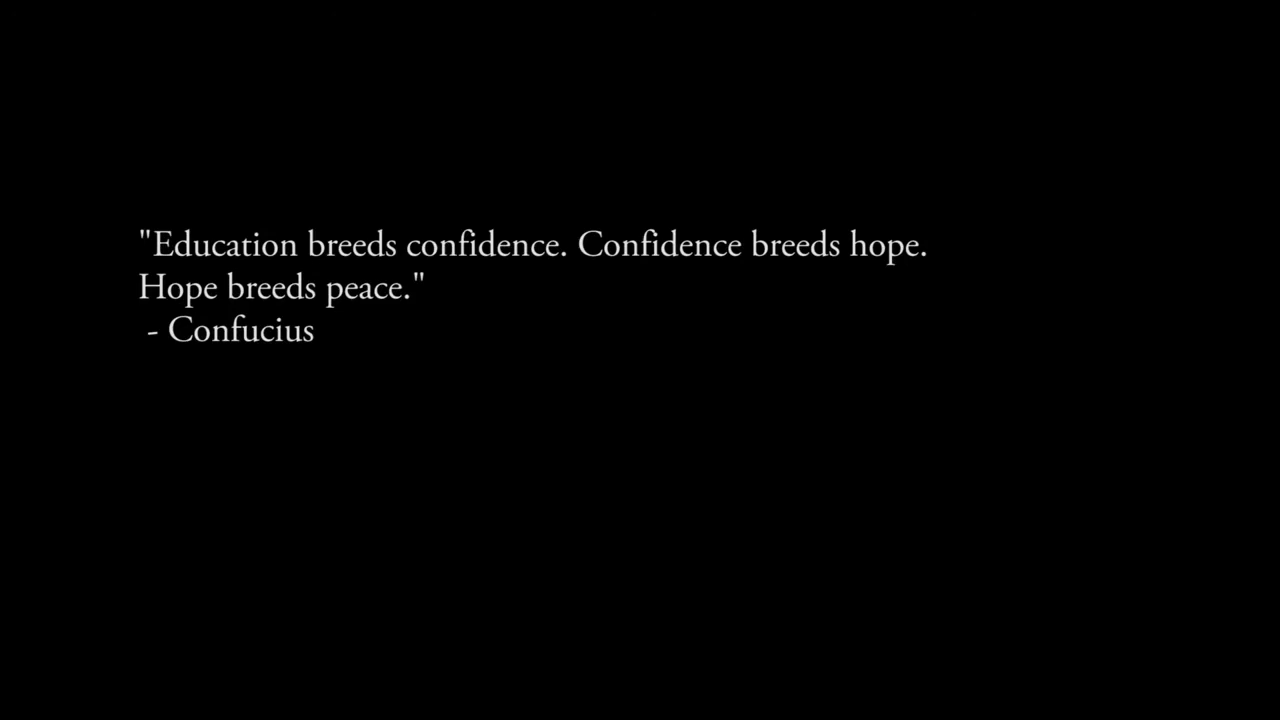 "Education breeds confidence. Confidence breeds hope.
Hope breeds peace."
- Confucius